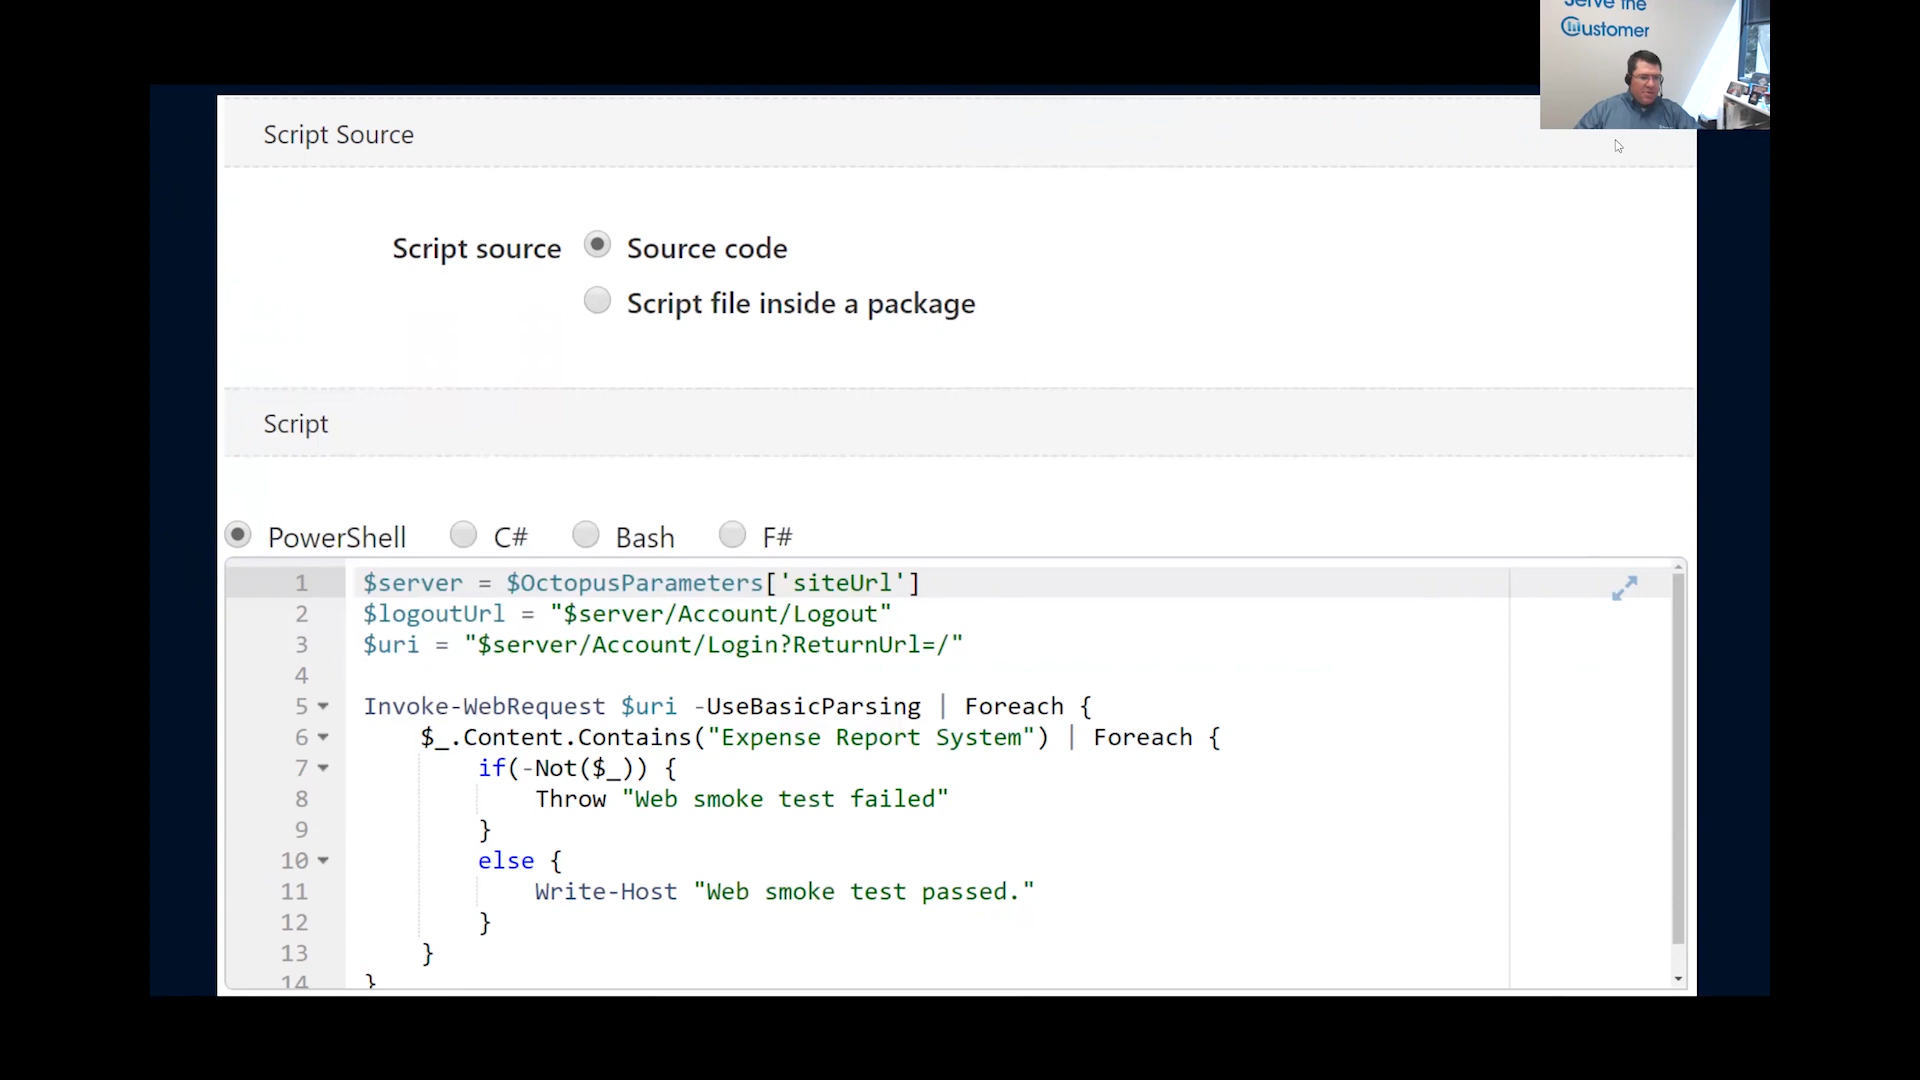 Serve the
Customer
Script Source
Script source
Source code
Script file inside a package
Script
PowerShell C# Bash F#
1 $server = $OctopusParameters['siteUrl']
2 $logoutUrl = "$server/Account/Logout"
3 $uri = "$server/Account/Login?ReturnUrl=/"
4
5 Invoke-WebRequest $uri -UseBasicParsing | Foreach {
6 $_.Content.Contains("Expense Report System") | Foreach {
7 if(-Not($_)) {
8 Throw "Web smoke test failed"
9 }
10 else {
11 Write-Host "Web smoke test passed."
12 }
13 }
14 }